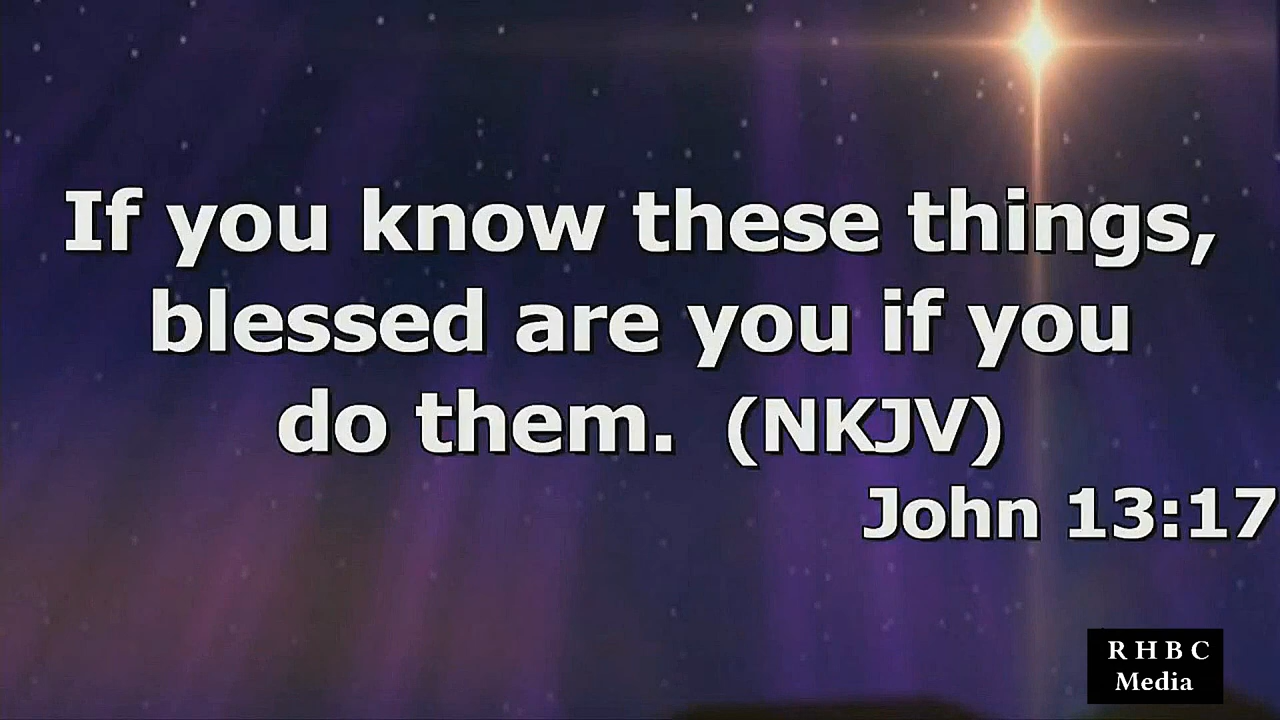 If you know these things,
blessed are you if you
do them.  (NKJV)
John 13:17
R H B C
Media